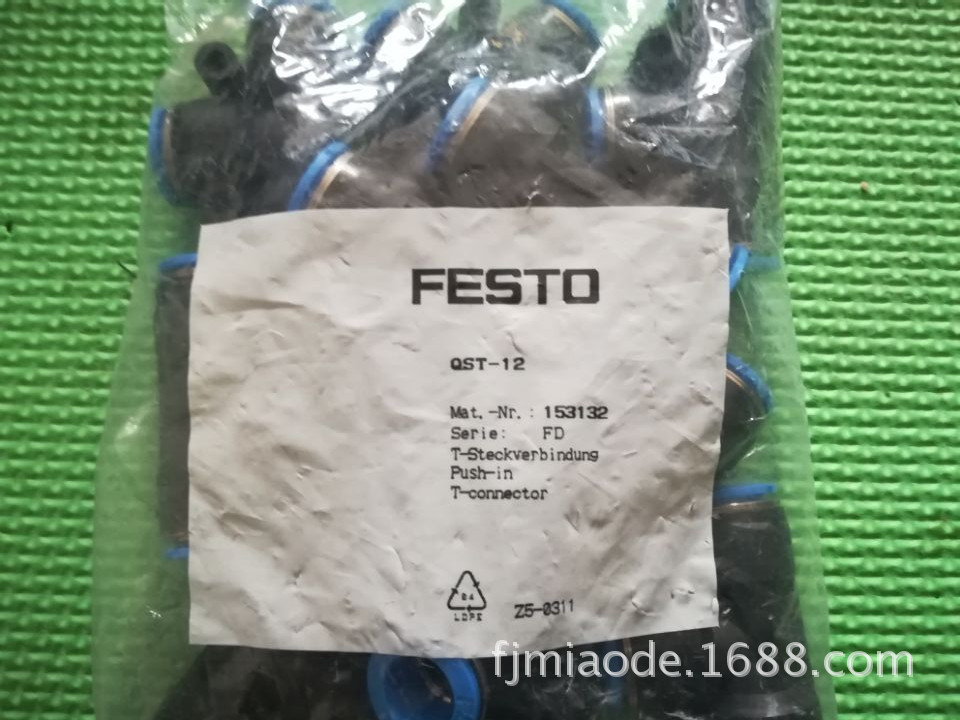 FESTO
QST-12
Mat.-Nr.: 153132
Serie: FD
T-Steckverbindung
Push-in
T-connector
04
LDPE
Z5-0311
fjmiaode.1688.com